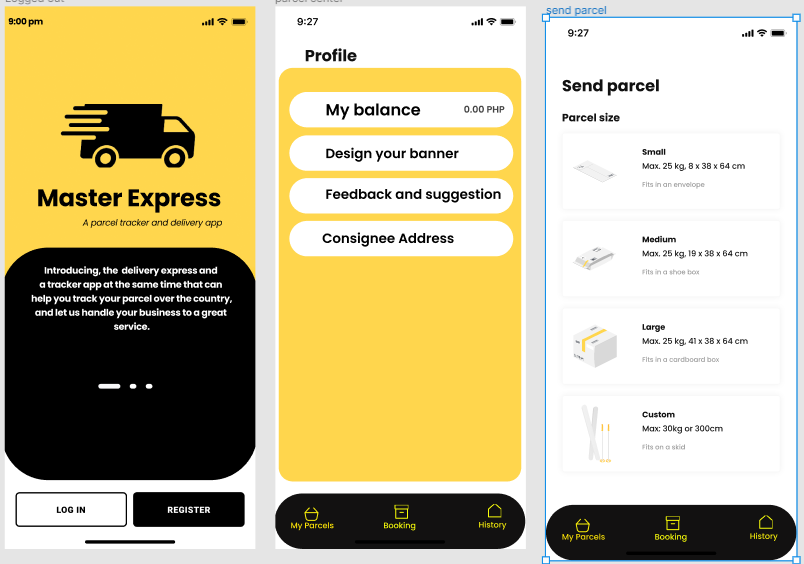 Logged out
9:00 pm
Master Express
A parcel tracker and delivery app
Introducing, the delivery express and
a tracker app at the same time that can
help you track your parcel over the country,
and let us handle your business to a great
service.
LOG IN
REGISTER
parcel center
9:27
Profile
My balance
0.00 PHP
Design your banner
Feedback and suggestion
Consignee Address
My Parcels
Booking
History
send parcel
9:27
Send parcel
Parcel size
Small
Max. 25 kg, 8 x 38 x 64 cm
Fits in an envelope
Medium
Max. 25 kg, 19 x 38 x 64 cm
Fits in a shoe box
Large
Max. 25 kg, 41 x 38 x 64 cm
Fits in a cardboard box
Custom
Max: 30kg or 300cm
Fits on a skid
My Parcels
Booking
History